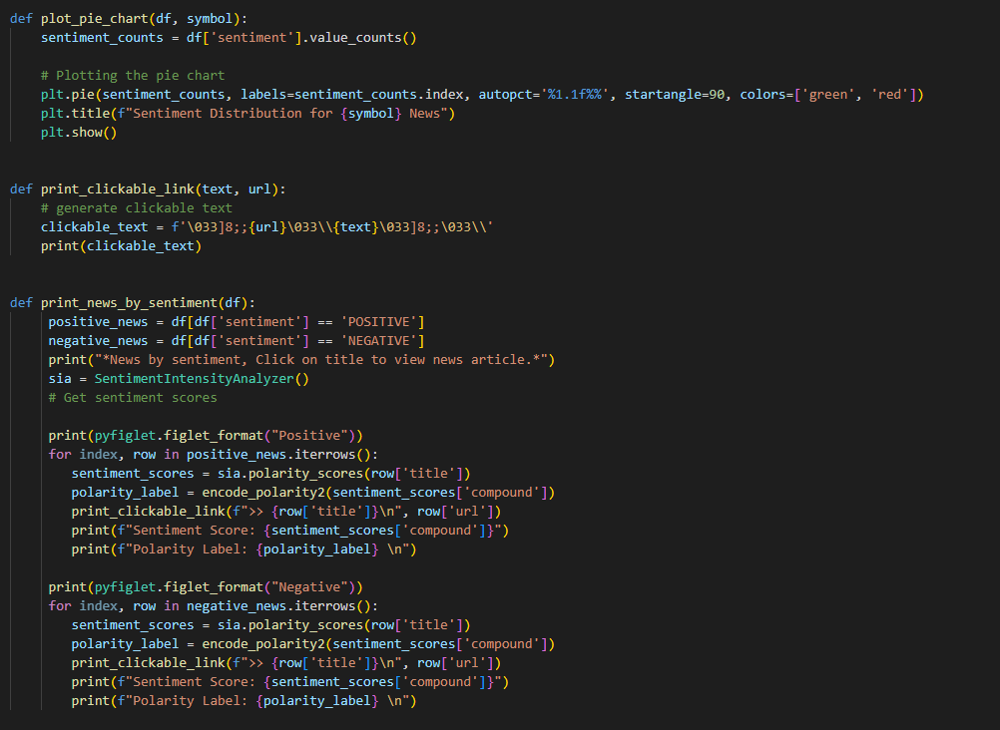 def plot_pie_chart(df, symbol):
    sentiment_counts = df['sentiment'].value_counts()

    # Plotting the pie chart
    plt.pie(sentiment_counts, labels=sentiment_counts.index, autopct='%1.1f%%', startangle=90, colors=['green', 'red'])
    plt.title(f"Sentiment Distribution for {symbol} News")
    plt.show()


def print_clickable_link(text, url):
    # generate clickable text
    clickable_text = f'\033]8;;{url}\033\\{text}\033]8;;\033\\'
    print(clickable_text)


def print_news_by_sentiment(df):
     positive_news = df[df['sentiment'] == 'POSITIVE']
     negative_news = df[df['sentiment'] == 'NEGATIVE']
     print("*News by sentiment, Click on title to view news article.*")
     sia = SentimentIntensityAnalyzer()
     # Get sentiment scores

     print(pyfiglet.figlet_format("Positive"))
     for index, row in positive_news.iterrows():
        sentiment_scores = sia.polarity_scores(row['title'])
        polarity_label = encode_polarity2(sentiment_scores['compound'])
        print_clickable_link(f">> {row['title']}\n", row['url'])
        print(f"Sentiment Score: {sentiment_scores['compound']}")
        print(f"Polarity Label: {polarity_label} \n")

     print(pyfiglet.figlet_format("Negative"))
     for index, row in negative_news.iterrows():
        sentiment_scores = sia.polarity_scores(row['title'])
        polarity_label = encode_polarity2(sentiment_scores['compound'])
        print_clickable_link(f">> {row['title']}\n", row['url'])
        print(f"Sentiment Score: {sentiment_scores['compound']}")
        print(f"Polarity Label: {polarity_label} \n")